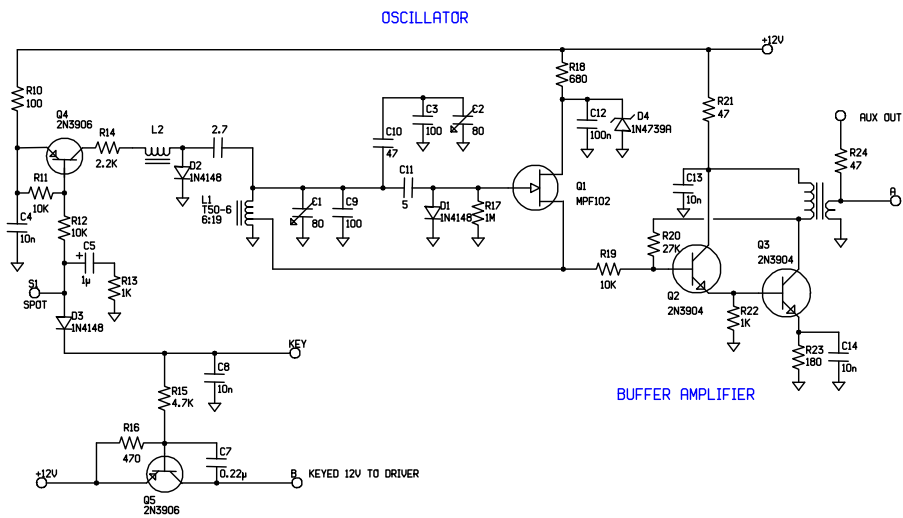 OSCILLATOR
+12V
R10
100
Q4
2N3906
R14
2.2K
L2
2.7
D2
1N4148
R11
10K
C4
10n
R12
10K
C5
+
1µ
R13
1K
S1
SPOT
D3
1N4148
L1
T50-6
6:19
C1
80
C9
100
C10
47
C3
100
C2
80
C11
5
D1
1N4148
R17
1M
R18
680
C12
100n
D4
1N4739A
Q1
MPF102
R21
47
C13
10n
R24
47
AUX OUT
A
R19
10K
R20
27K
Q2
2N3904
Q3
2N3904
R22
1K
R23
180
C14
10n
KEY
C8
10n
R15
4.7K
R16
470
C7
0.22µ
+12V
Q5
2N3906
B KEYED 12V TO DRIVER
BUFFER AMPLIFIER